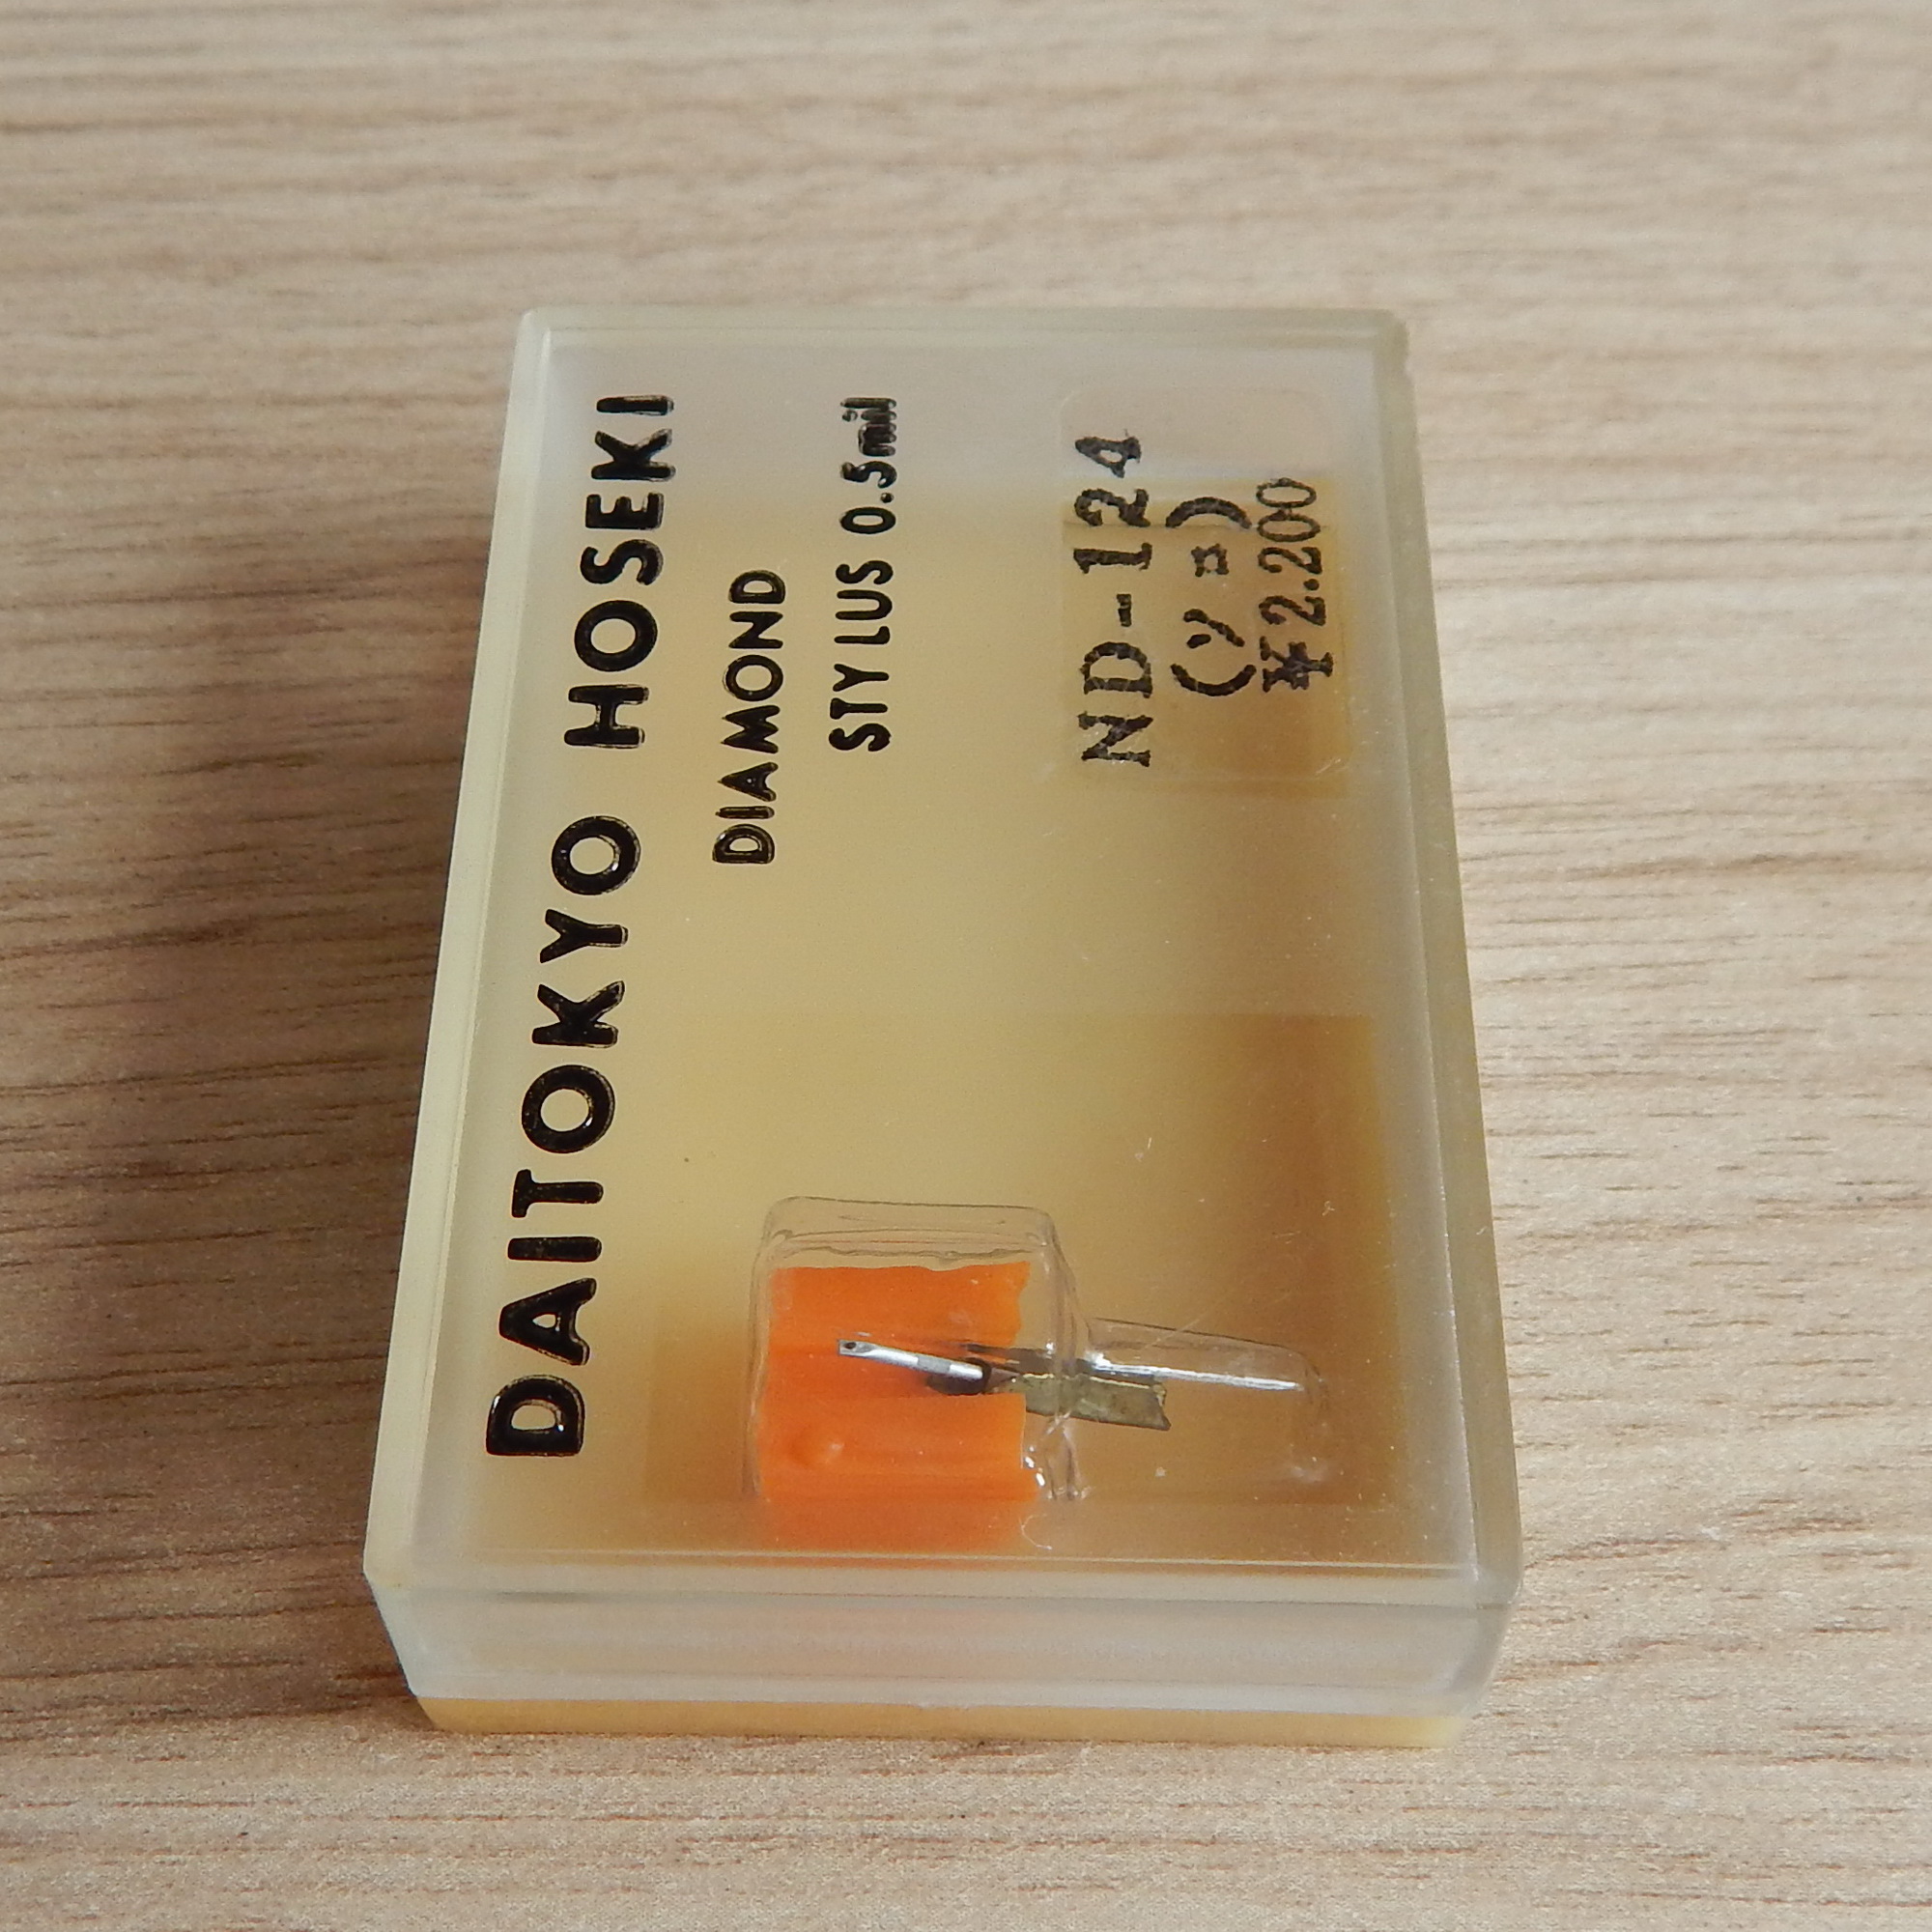 DAITOKYO HOSEKI
DIAMOND
STYLUS 0.5mil
ND-124
(ソニ)
¥2.200